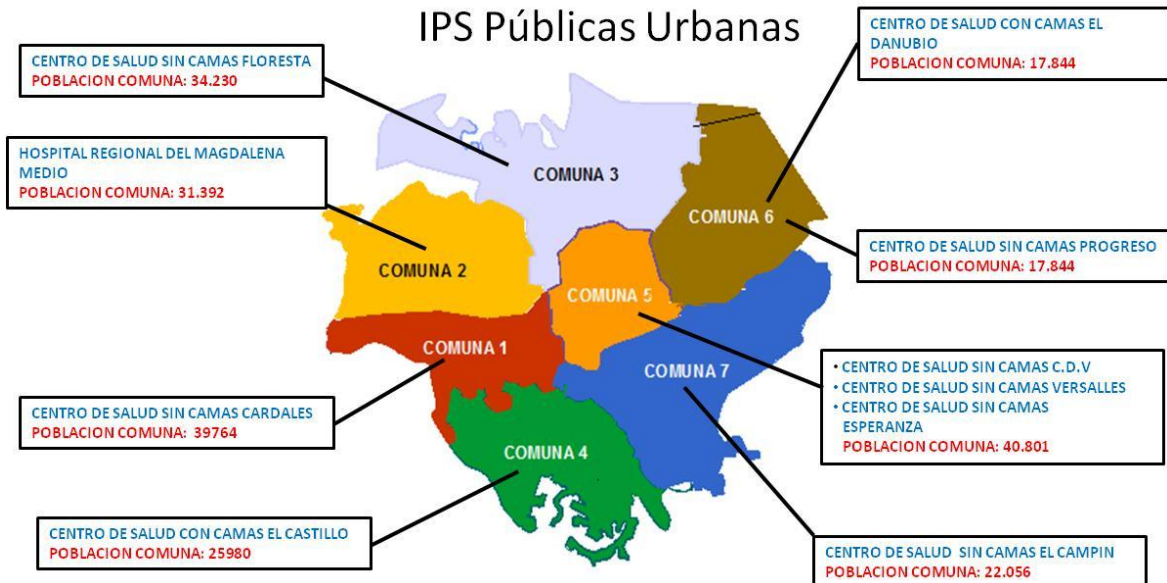 IPS Públicas Urbanas
CENTRO DE SALUD SIN CAMAS FLORESTA
POBLACION COMUNA: 34.230
HOSPITAL REGIONAL DEL MAGDALENA
MEDIO
POBLACION COMUNA: 31.392
CENTRO DE SALUD SIN CAMAS CARDALES
POBLACION COMUNA: 39764
CENTRO DE SALUD CON CAMAS EL CASTILLO
POBLACION COMUNA: 25980
COMUNA 3
COMUNA 6
COMUNA 2
COMUNA 5
COMUNA 1
COMUNA 7
COMUNA 4
CENTRO DE SALUD CON CAMAS EL
DANUBIO
POBLACION COMUNA: 17.844
CENTRO DE SALUD SIN CAMAS PROGRESO
POBLACION COMUNA: 17.844
• CENTRO DE SALUD SIN CAMAS C.D.V
• CENTRO DE SALUD SIN CAMAS VERSALLES
• CENTRO DE SALUD SIN CAMAS
ESPERANZA
POBLACION COMUNA: 40.801
CENTRO DE SALUD SIN CAMAS EL CAMPIN
POBLACION COMUNA: 22.056